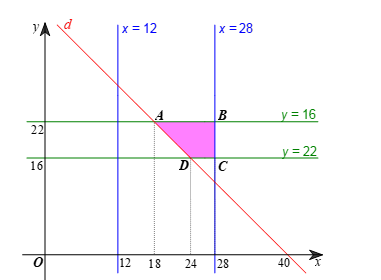 y
d
x = 12
x = 28
A
B
y = 16
22
y = 22
16
D
C
O
12
18
24
28
40
x